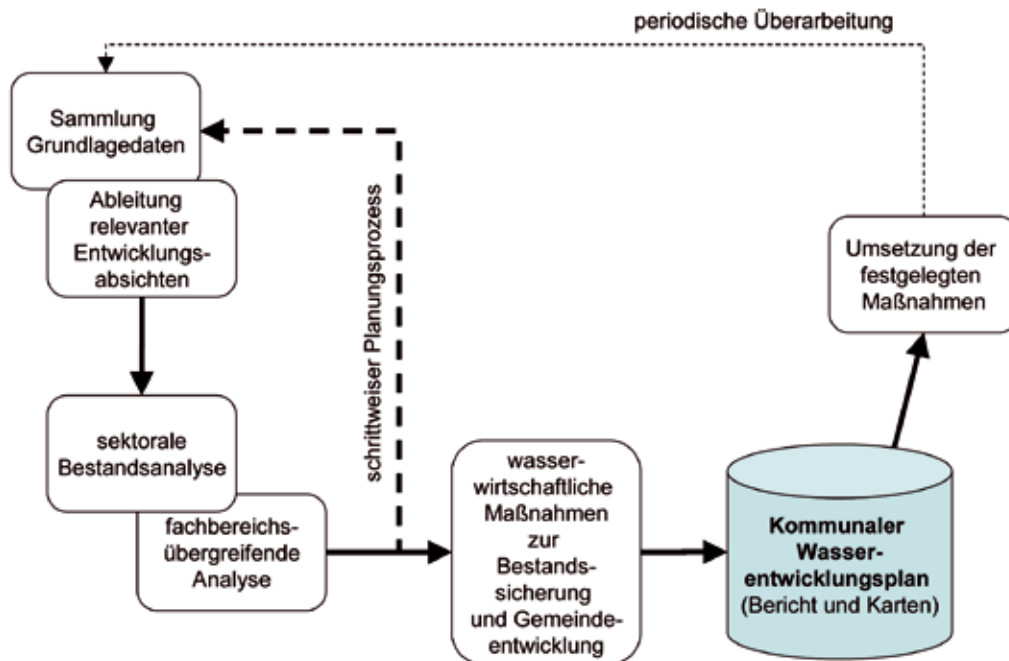 periodische Überarbeitung
Sammlung
Grundlagedaten
Ableitung
relevanter
Entwicklungs-
absichten
schrittweiser Planungsprozess
sektorale
Bestandsanalyse
fachbereichs-
übergreifende
Analyse
wasser-
wirtschaftliche
Maßnahmen
zur
Bestands-
sicherung
und Gemeinde-
entwicklung
Kommunaler
Wasser-
entwicklungsplan
(Bericht und Karten)
Umsetzung der
festgelegten
Maßnahmen